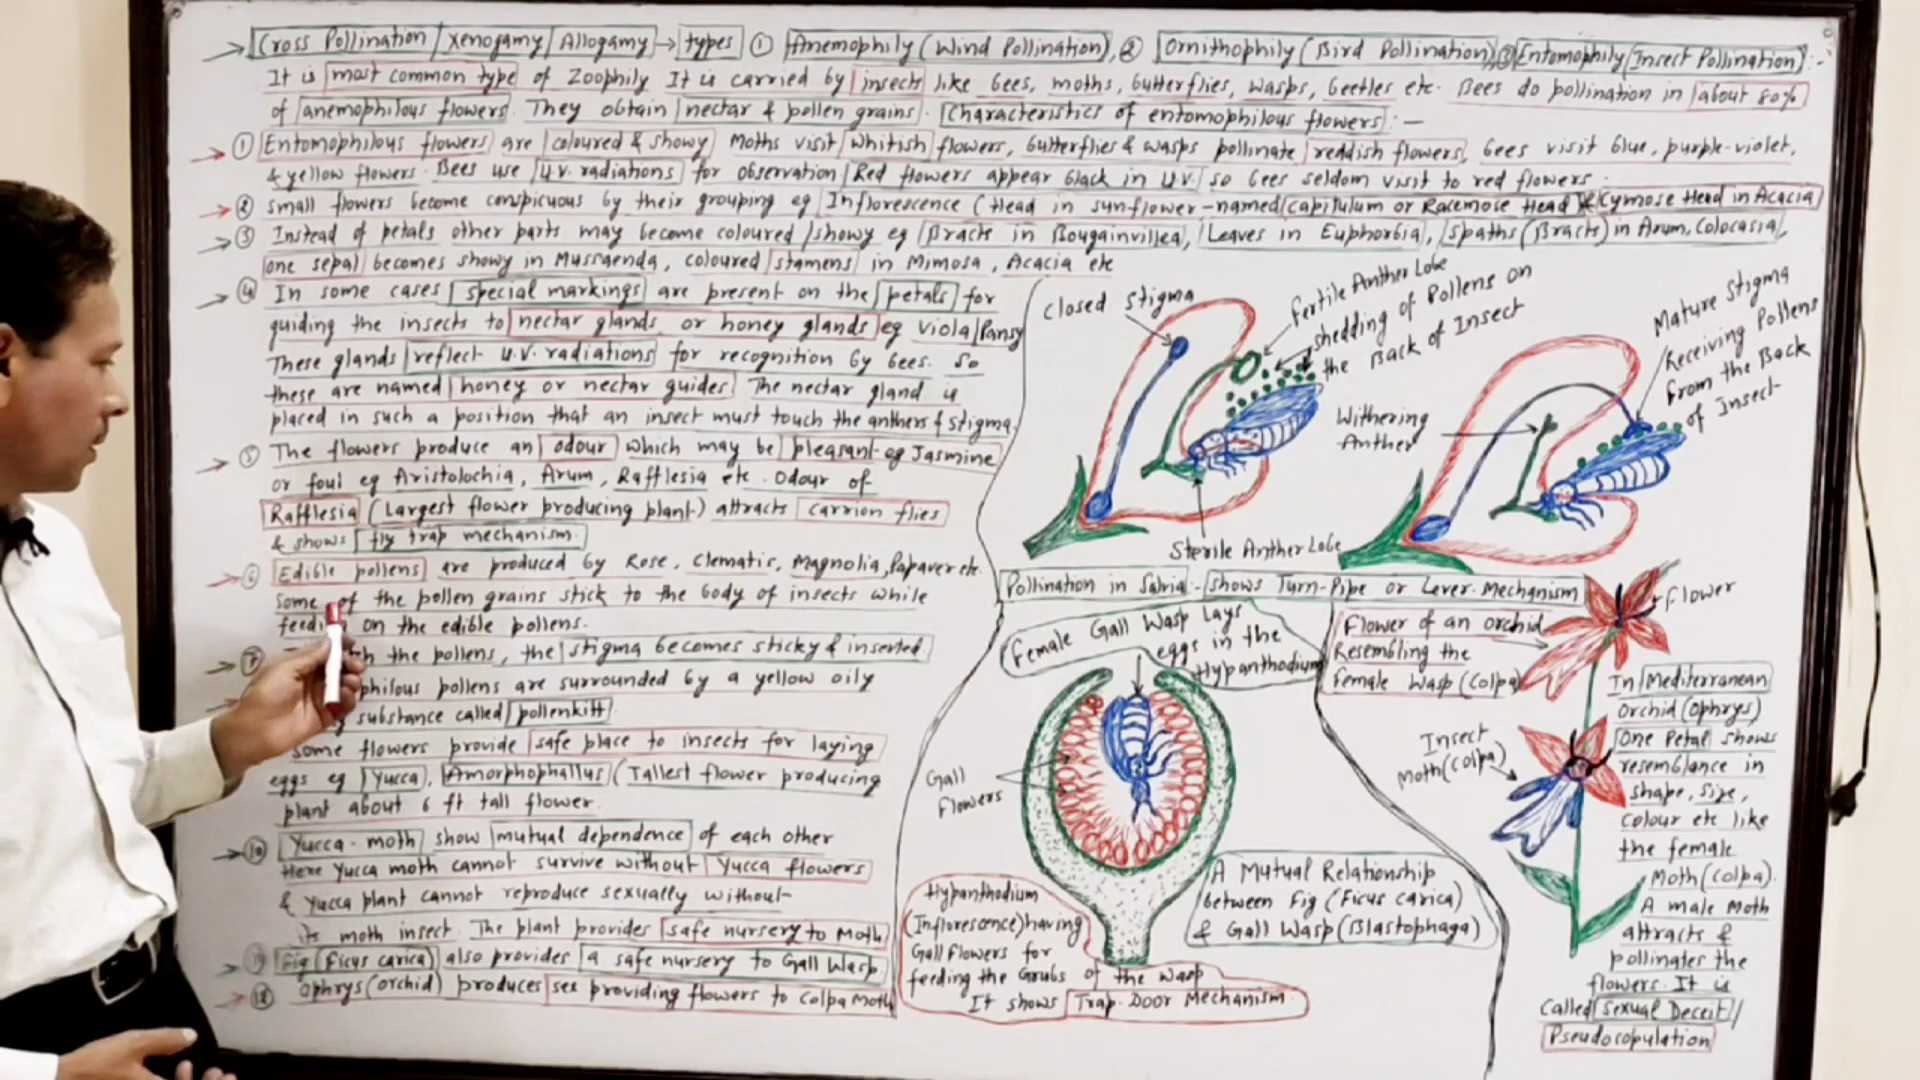 Cross Pollination/Xenogamy/Allogamy → types ① Anemophily (Wind Pollination), ② Ornithophily (Bird Pollination), ③ Entomophily (Insect Pollination) :-
It is most common type of Zoophily It is carried by insects like bees, moths, butterflies, wasps, beetles etc. Bees do pollination in about 80%
of anemophilous flowers. They obtain nectar & pollen grains. Characteristics of entomophilous flowers :-
① Entomophilous flowers are coloured & showy Moths visit whitish flowers, butterflies & wasps pollinate reddish flowers, bees visit blue, purple-violet,
& yellow flowers. Bees use U.V. radiations for observation Red flowers appear black in U.V. so bees seldom visit to red flowers.
② Small flowers become conspicuous by their grouping eg Inflorescence (Head in sunflower-named capitulum or Racemose Head) & Cymose Head in Acacia
③ Instead of petals other parts may become coloured/showy eg Bracts in Bougainvillea, Leaves in Euphorbia, Spaths (Bracts) in Arum, Colocasia,
one sepal becomes showy in Mussaenda, coloured stamens in Mimosa, Acacia etc
④ In some cases special markings are present on the petals for
guiding the insects to nectar glands or honey glands eg Viola/Pansy
These glands reflect U.V. radiations for recognition by bees. So
these are named honey or nectar guides The nectar gland is
placed in such a position that an insect must touch the anthers & stigma.
⑤ The flowers produce an odour which may be pleasant eg Jasmine
or foul eg Aristolochia, Arum, Rafflesia etc. Odour of
Rafflesia (Largest flower producing plant) attracts carrion flies
& shows fly trap mechanism.
⑥ Edible pollens are produced by Rose, Clematis, Magnolia, Papaver etc.
Some of the pollen grains stick to the body of insects while
feeding on the edible pollens.
the pollens, the stigma becomes sticky & inserted.
pollens are surrounded by a yellow oily
substance called pollenkitt.
Some flowers provide safe place to insects for laying
eggs eg Yucca, Amorphophallus (Tallest flower producing
plant about 6 ft tall flower.
⑩ Yucca-moth show mutual dependence of each other
Here Yucca moth cannot survive without Yucca flowers
& Yucca plant cannot reproduce sexually without
its moth insect. The plant provides safe nursery to Moth
Fig (Ficus carica) also provides a safe nursery to Gall Wasp.
⑫ Ophrys (orchid) produces sex providing flowers to Colpa Moth
Closed Stigma
Fertile Anther Lobe
shedding of Pollens on
the Back of Insect
Sterile Anther Lobe
Withering
Anther
Mature Stigma
Receiving Pollens
from the Back
of Insect
Pollination in Salvia - shows Turn-Pipe or Lever Mechanism
Female Gall Wasp Lays
eggs in the
Hypanthodium
Gall
Flowers
Hypanthodium
(Inflorescence) having
Gall flowers for
feeding the Grubs of the wasp
It shows Trap-Door Mechanism.
A Mutual Relationship
between Fig (Ficus carica)
& Gall Wasp (Blastophaga)
Flower of an orchid
Resembling the
Female Wasp (Colpa)
Flower
Insect
Moth (Colpa)
In Mediterranean
Orchid (Ophrys)
One Petal shows
resemblance in
shape, size,
colour etc like
the female
Moth (Colpa).
A male Moth
attracts &
pollinates the
flowers. It is
Called Sexual Deceit/
Pseudocopulation